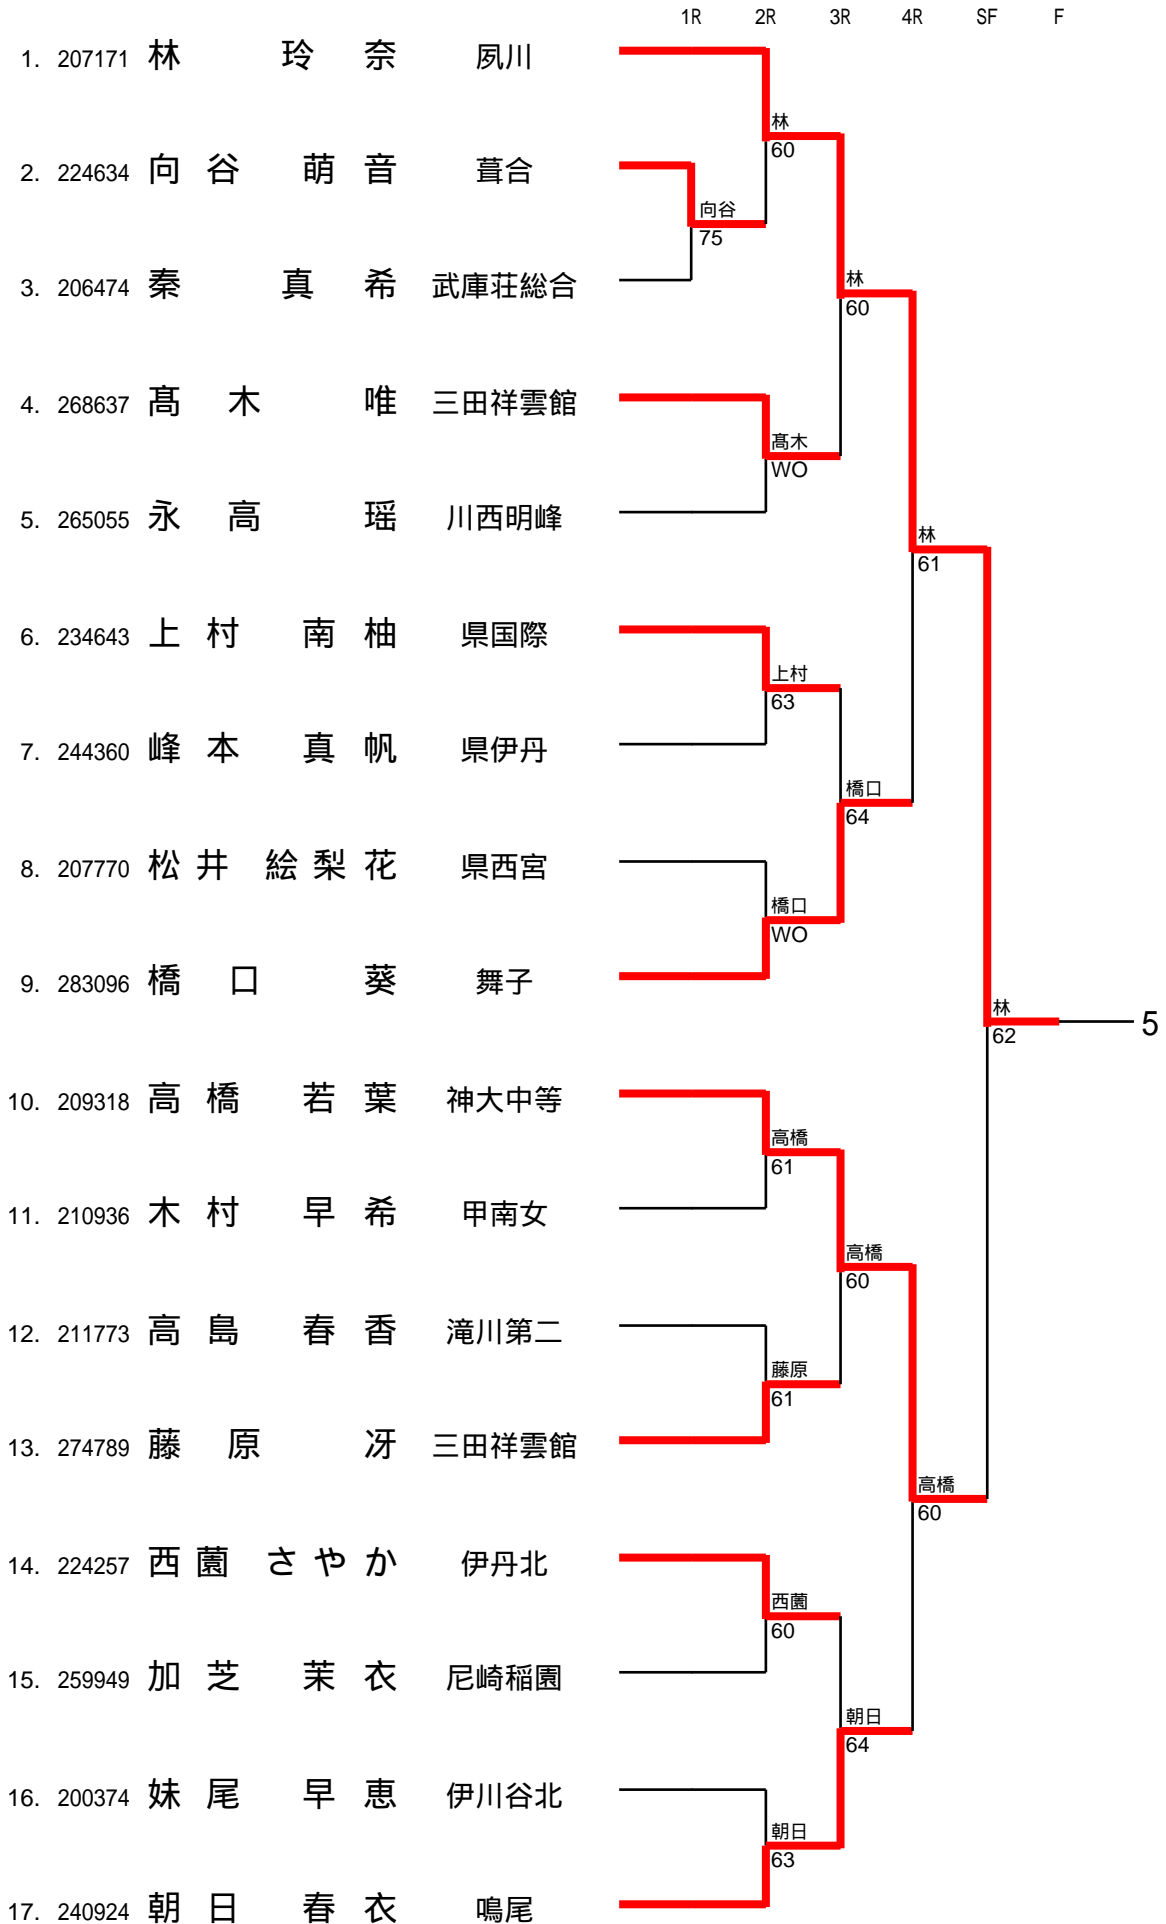 1R 2R 3R 4R SF F
1. 207171 林 玲 奈 夙川
林
60
2. 224634 向 谷 萌 音 葺合
向谷
75
3. 206474 秦 真 希 武庫荘総合
林
60
4. 268637 髙 木 唯 三田祥雲館
髙木
WO
5. 265055 永 高 瑶 川西明峰
林
61
6. 234643 上 村 南 柚 県国際
上村
63
7. 244360 峰 本 真 帆 県伊丹
橋口
64
8. 207770 松 井 絵 梨 花 県西宮
橋口
WO
9. 283096 橋 口 葵 舞子
林
62
5
10. 209318 高 橋 若 葉 神大中等
高橋
61
11. 210936 木 村 早 希 甲南女
高橋
60
12. 211773 高 島 春 香 滝川第二
藤原
61
13. 274789 藤 原 冴 三田祥雲館
高橋
60
14. 224257 西 薗 さ や か 伊丹北
西薗
60
15. 259949 加 芝 茉 衣 尼崎稲園
朝日
64
16. 200374 妹 尾 早 恵 伊川谷北
朝日
63
17. 240924 朝 日 春 衣 鳴尾